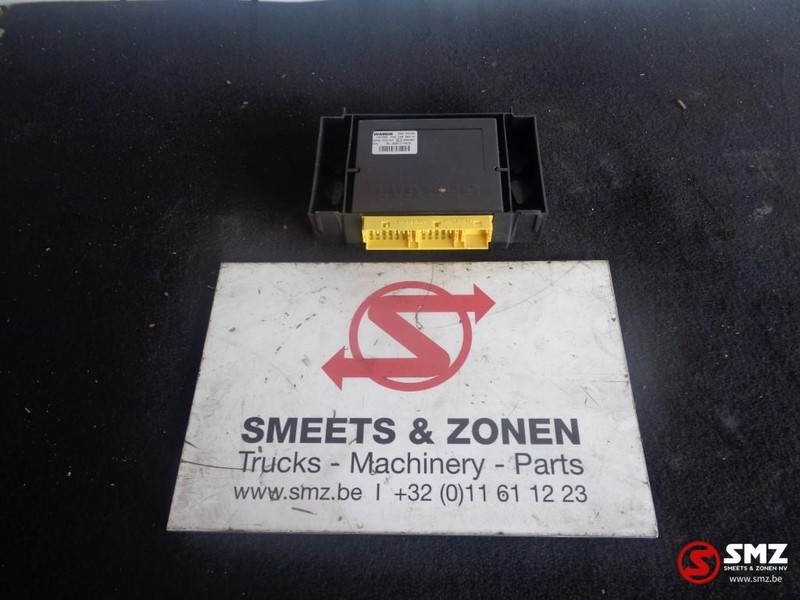 WABCO
SMEETS & ZONEN
Trucks - Machinery - Parts
www.smz.be | +32 (0)11 61 12 23
SMZ
SMEETS & ZONEN NV
www.smz.be